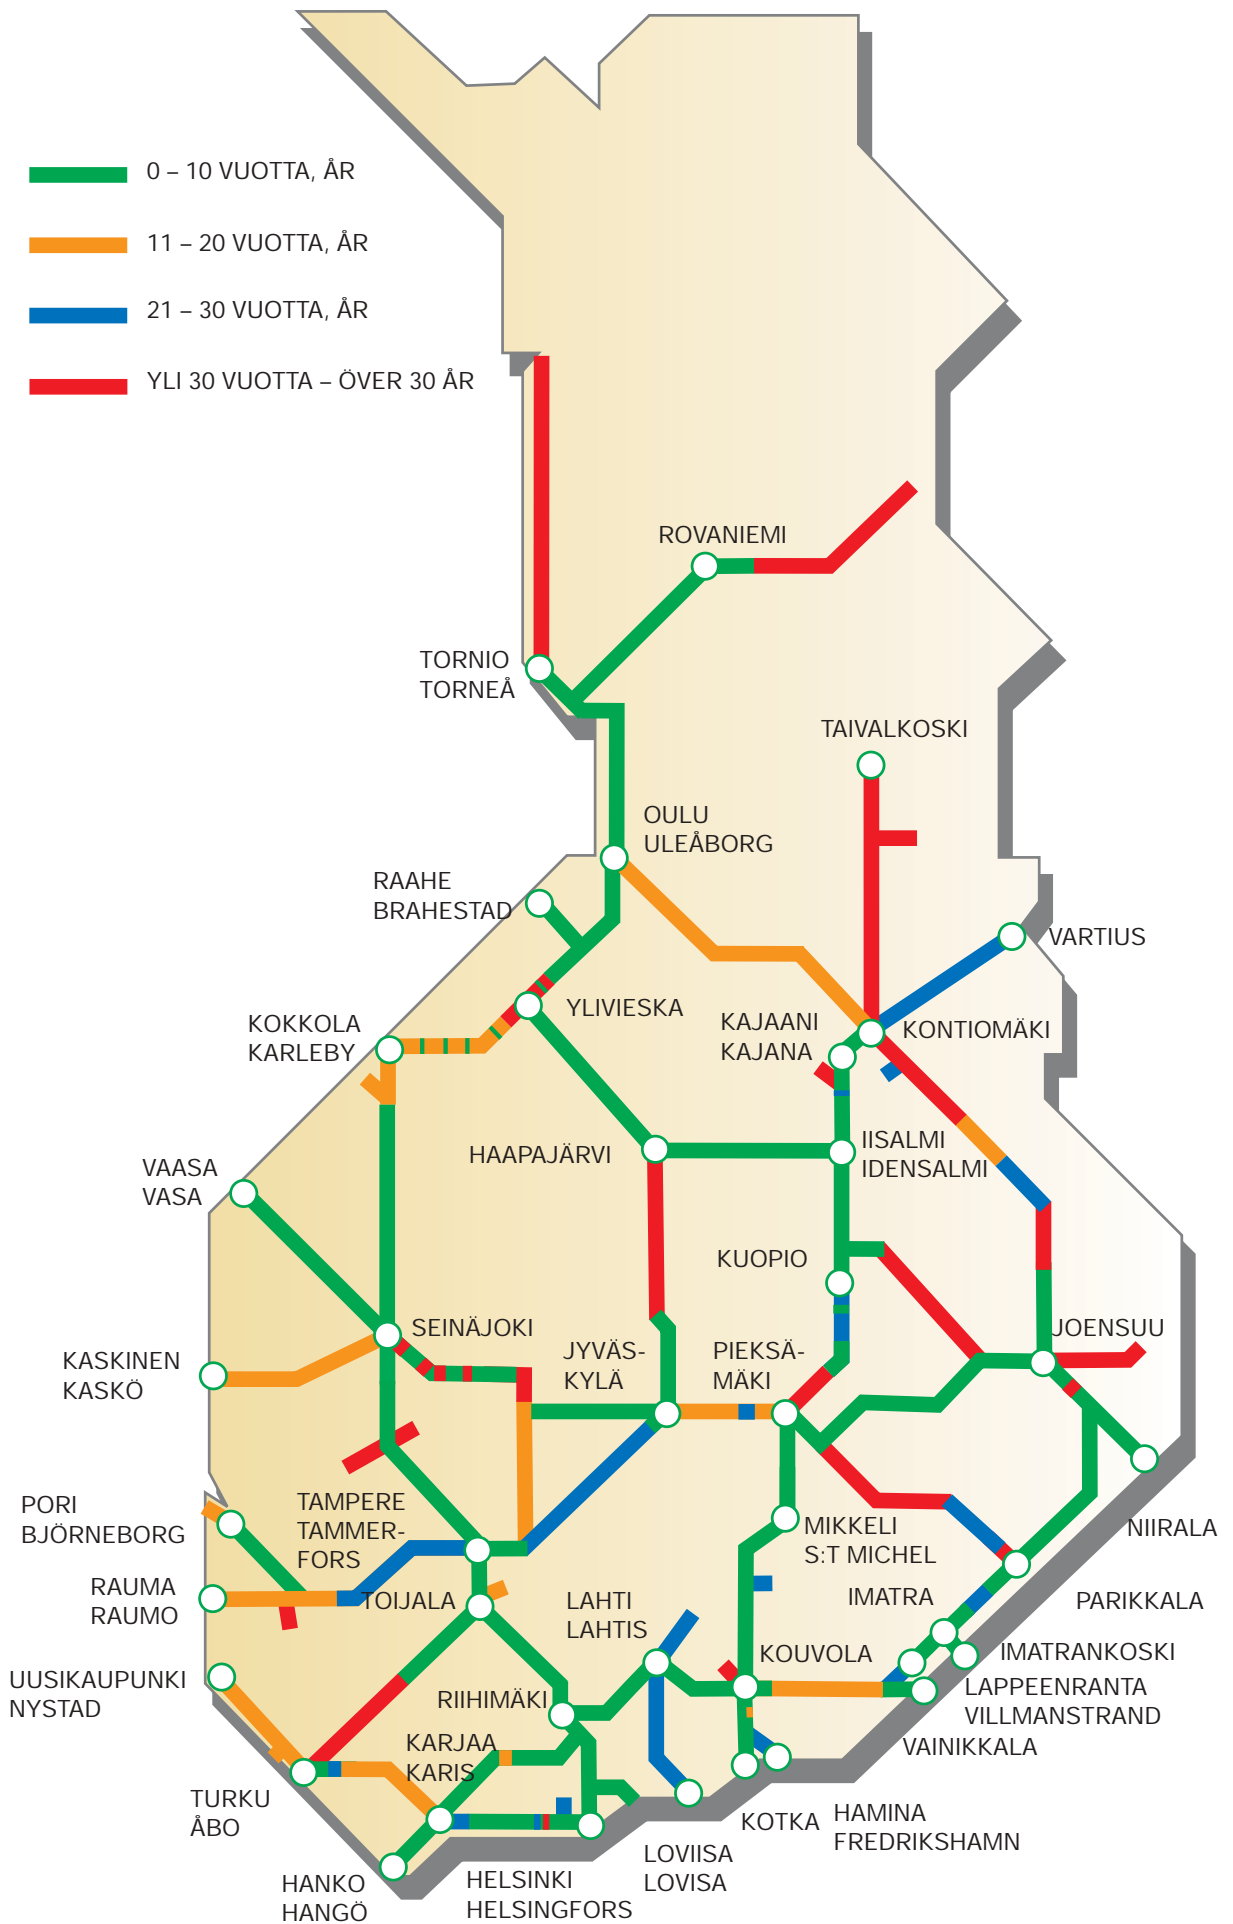 0 – 10 VUOTTA, ÅR
11 – 20 VUOTTA, ÅR
21 – 30 VUOTTA, ÅR
YLI 30 VUOTTA – ÖVER 30 ÅR
ROVANIEMI
TORNIO
TORNEÅ
TAIVALKOSKI
OULU
ULEÅBORG
RAAHE
BRAHESTAD
VARTIUS
YLIVIESKA
KOKKOLA
KARLEBY
KAJAANI
KAJANA
KONTIOMÄKI
HAAPAJÄRVI
IISALMI
IDENSALMI
VAASA
VASA
KUOPIO
SEINÄJOKI
JOENSUU
JYVÄS-
KYLÄ
PIEKSÄ-
MÄKI
KASKINEN
KASKÖ
PORI
BJÖRNEBORG
TAMPERE
TAMMER-
FORS
MIKKELI
S:T MICHEL
NIIRALA
RAUMA
RAUMO
TOIJALA
LAHTI
LAHTIS
IMATRA
PARIKKALA
KOUVOLA
IMATRANKOSKI
UUSIKAUPUNKI
NYSTAD
RIIHIMÄKI
LAPPEENRANTA
VILLMANSTRAND
KARJAA
KARIS
VAINIKKALA
TURKU
ÅBO
KOTKA
HAMINA
FREDRIKSHAMN
LOVIISA
LOVISA
HANKO
HANGÖ
HELSINKI
HELSINGFORS